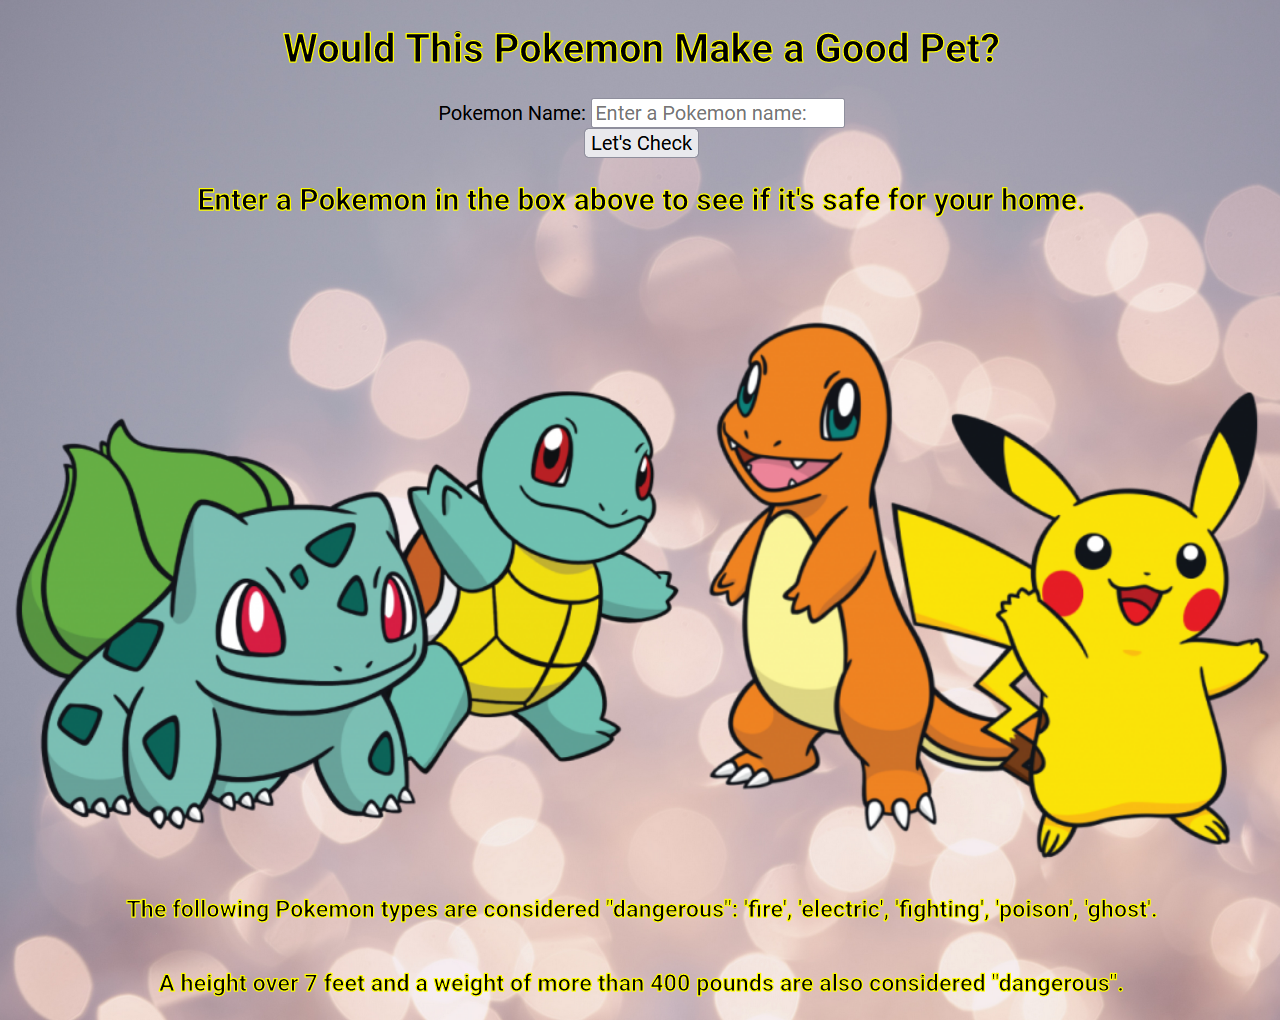 Would This Pokemon Make a Good Pet?
Pokemon Name: Enter a Pokemon name:
Let's Check
Enter a Pokemon in the box above to see if it's safe for your home.
The following Pokemon types are considered "dangerous": 'fire', 'electric', 'fighting', 'poison', 'ghost'.
A height over 7 feet and a weight of more than 400 pounds are also considered "dangerous".